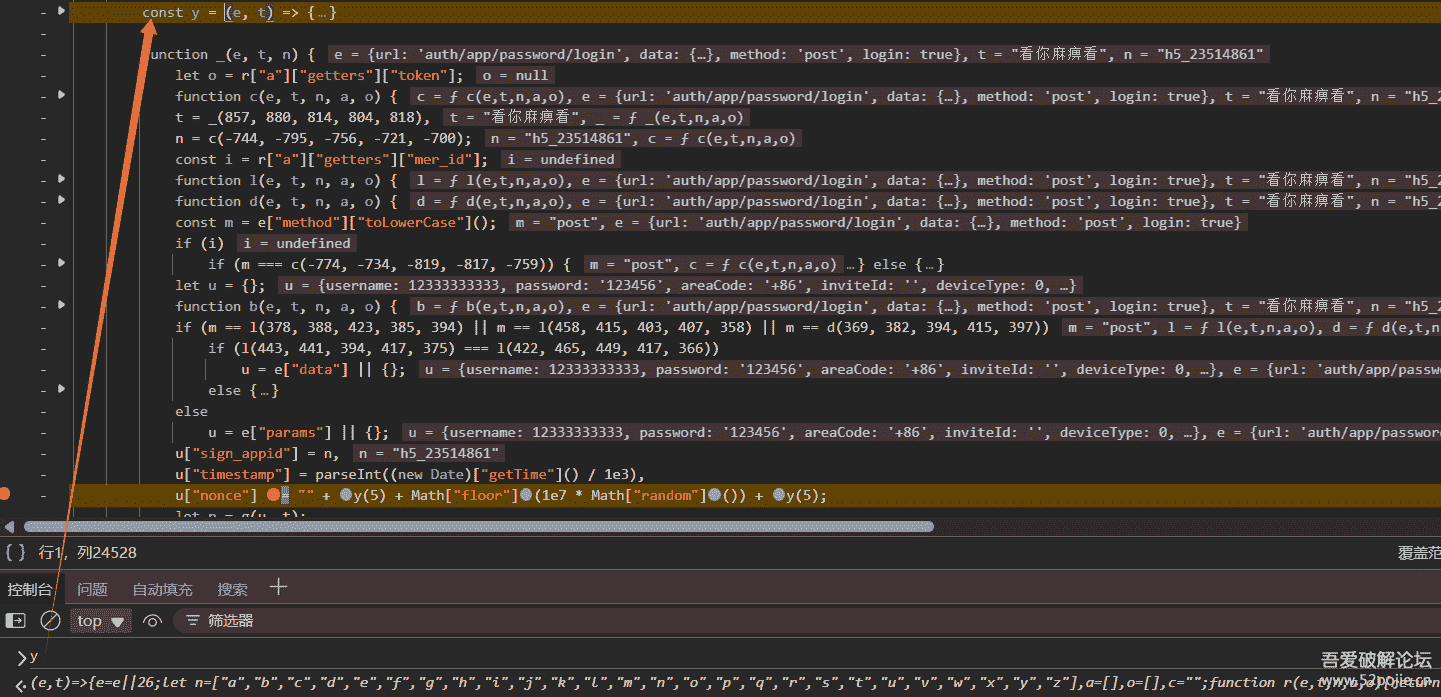 const y = (e, t) => {…}
unction _(e, t, n) { e = {url: 'auth/app/password/login', data: {…}, method: 'post', login: true}, t = "看你麻痹看", n = "h5_23514861"
let o = r["a"]["getters"]["token"]; o = null
function c(e, t, n, a, o) { c = ƒ c(e,t,n,a,o), e = {url: 'auth/app/password/login', data: {…}, method: 'post', login: true}, t = "看你麻痹看", n = "h5_2
t = _(857, 880, 814, 804, 818), t = "看你麻痹看", _ = ƒ _(e,t,n,a,o)
n = c(-744, -795, -756, -721, -700); n = "h5_23514861", c = ƒ c(e,t,n,a,o)
const i = r["a"]["getters"]["mer_id"]; i = undefined
function l(e, t, n, a, o) { l = ƒ l(e,t,n,a,o), e = {url: 'auth/app/password/login', data: {…}, method: 'post', login: true}, t = "看你麻痹看", n = "h5_2
function d(e, t, n, a, o) { d = ƒ d(e,t,n,a,o), e = {url: 'auth/app/password/login', data: {…}, method: 'post', login: true}, t = "看你麻痹看", n = "h5_2
const m = e["method"]["toLowerCase"](); m = "post", e = {url: 'auth/app/password/login', data: {…}, method: 'post', login: true}
if (i) i = undefined
if (m === c(-774, -734, -819, -817, -759)) { m = "post", c = ƒ c(e,t,n,a,o) …} else {…}
let u = {}; u = {username: 12333333333, password: '123456', areaCode: '+86', inviteId: '', deviceType: 0, …}
function b(e, t, n, a, o) { b = ƒ b(e,t,n,a,o), e = {url: 'auth/app/password/login', data: {…}, method: 'post', login: true}, t = "看你麻痹看", n = "h5_2
if (m == l(378, 388, 423, 385, 394) || m == l(458, 415, 403, 407, 358) || m == d(369, 382, 394, 415, 397)) m = "post", l = ƒ l(e,t,n,a,o), d = ƒ d(e,t,n
if (l(443, 441, 394, 417, 375) === l(422, 465, 449, 417, 366))
u = e["data"] || {}; u = {username: 12333333333, password: '123456', areaCode: '+86', inviteId: '', deviceType: 0, …}, e = {url: 'auth/app/passw
else {…}
else
u = e["params"] || {}; u = {username: 12333333333, password: '123456', areaCode: '+86', inviteId: '', deviceType: 0, …}, e = {url: 'auth/app/passwo
u["sign_appid"] = n, n = "h5_23514861"
u["timestamp"] = parseInt((new Date)["getTime"]() / 1e3),
u["nonce"] = "" + y(5) + Math["floor"](1e7 * Math["random"]()) + y(5);
{ } 行1, 列24528 覆盖范
控制台 问题 自动填充 搜索 +
top 筛选器
y
(e,t)=>{e=e||26;let n=["a","b","c","d","e","f","g","h","i","j","k","l","m","n","o","p","q","r","s","t","u","v","w","x","y","z"],a=[],o=[],c="";function r(e,t,n,a,o){return
吾爱破解论坛
www.52pojie.cn